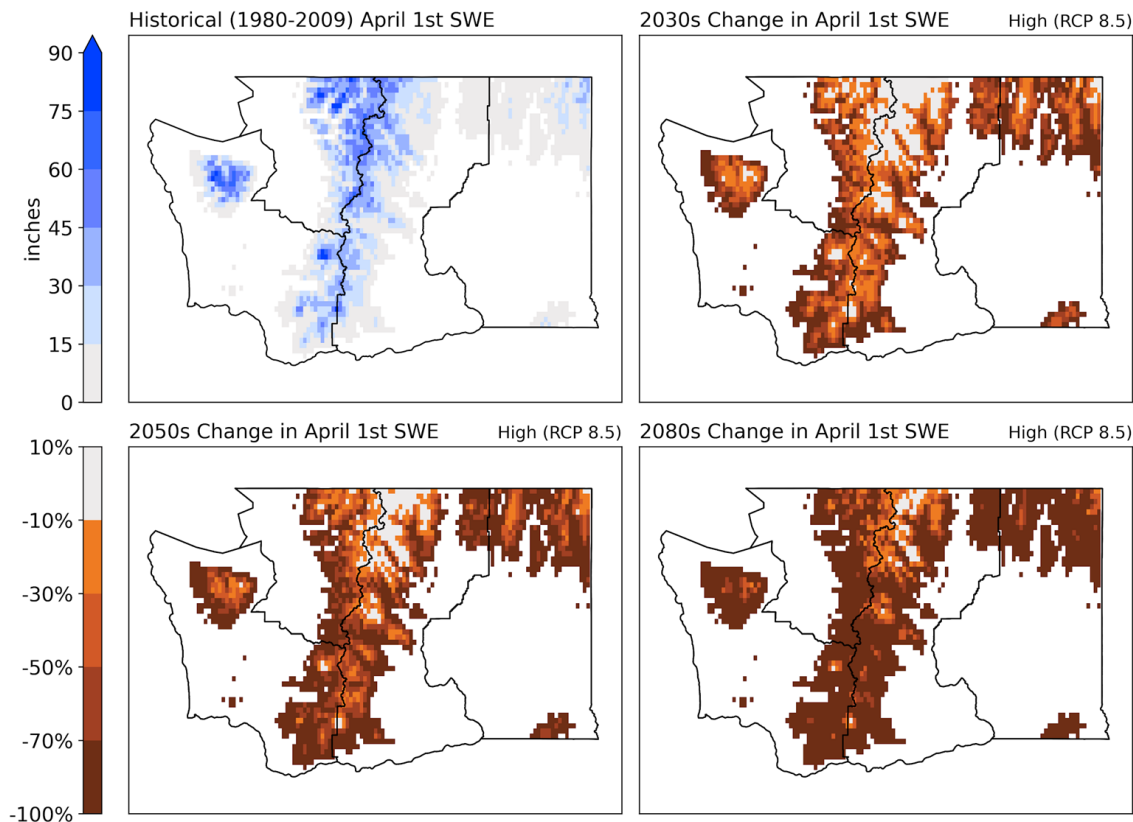 Historical (1980-2009) April 1st SWE
2030s Change in April 1st SWE High (RCP 8.5)
90
75
60
45
30
15
0
inches
2050s Change in April 1st SWE High (RCP 8.5)
2080s Change in April 1st SWE High (RCP 8.5)
10%
-10%
-30%
-50%
-70%
-100%